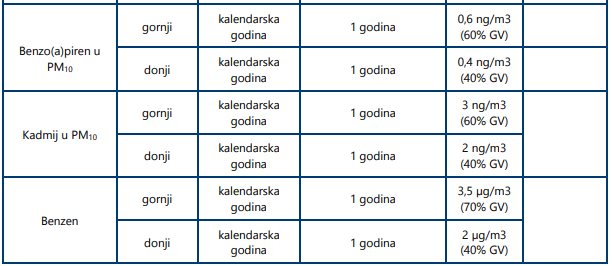 gornji
kalendarska
godina
1 godina
0,6 ng/m3
(60% GV)
Benzo(a)piren u
PM10
donji
kalendarska
godina
1 godina
0,4 ng/m3
(40% GV)
Kadmij u PM10
gornji
kalendarska
godina
1 godina
3 ng/m3
(60% GV)
donji
kalendarska
godina
1 godina
2 ng/m3
(40% GV)
Benzen
gornji
kalendarska
godina
1 godina
3,5 µg/m3
(70% GV)
donji
kalendarska
godina
1 godina
2 µg/m3
(40% GV)